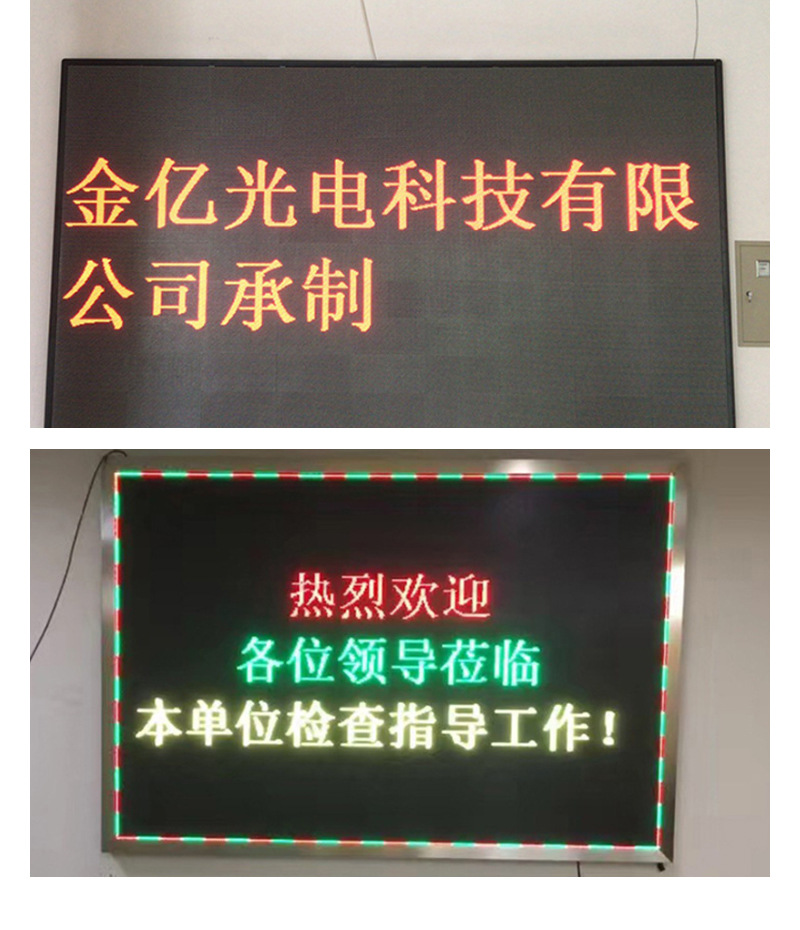 金亿光电科技有限
公司承制
热烈欢迎
各位领导莅临
本单位检查指导工作！